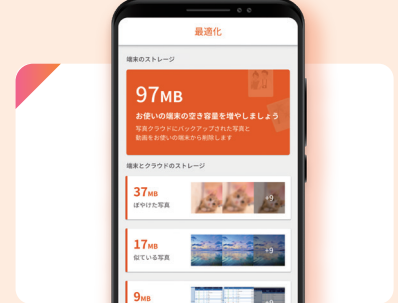 最適化
端末のストレージ
97MB
お使いの端末の空き容量を増やしましょう
写真クラウドにバックアップされた写真と
動画をお使いの端末から削除します
端末とクラウドのストレージ
37MB
ぼやけた写真
+9
17MB
似ている写真
+9
9MB
+9